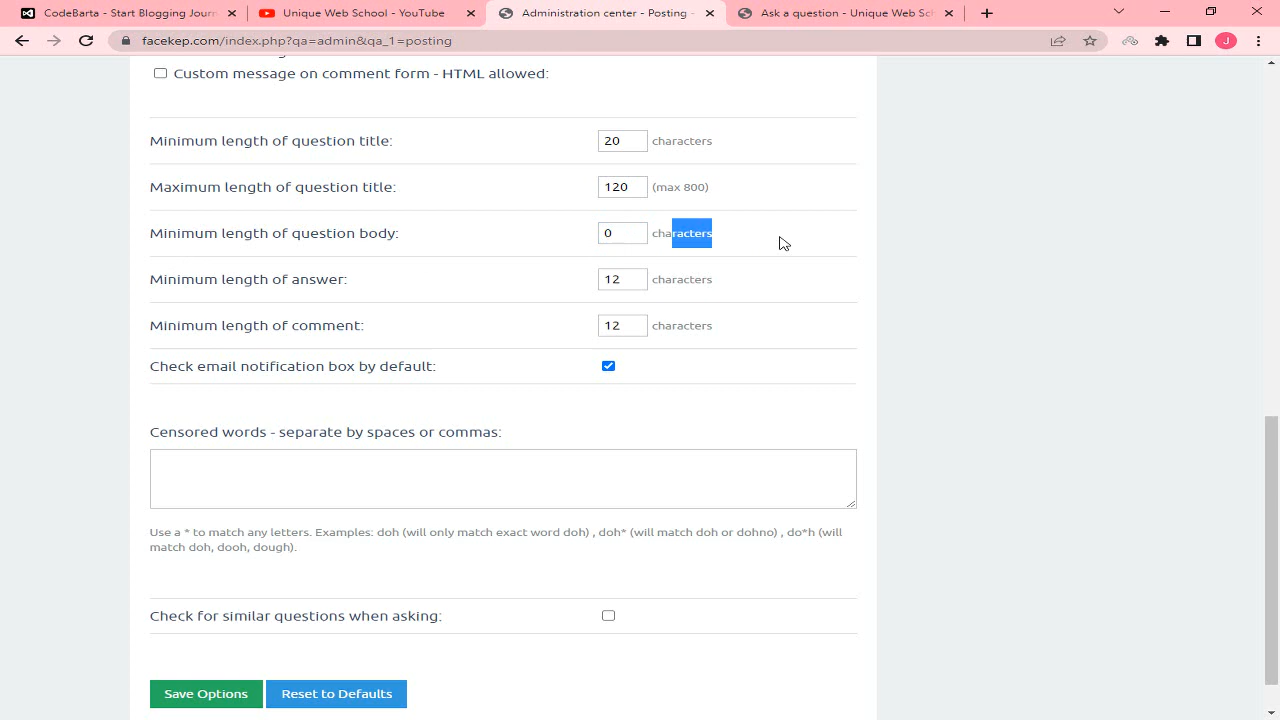 CodeBarta - Start Blogging Journ
Unique Web School - YouTube
Administration center - Posting -
Ask a question - Unique Web Sch
facekep.com/index.php?qa=admin&qa_1=posting
J
Custom message on comment form - HTML allowed:
Minimum length of question title: 20 characters
Maximum length of question title: 120 (max 800)
Minimum length of question body: 0 characters
Minimum length of answer: 12 characters
Minimum length of comment: 12 characters
Check email notification box by default:
Censored words - separate by spaces or commas:
Use a * to match any letters. Examples: doh (will only match exact word doh) , doh* (will match doh or dohno) , do*h (will
match doh, dooh, dough).
Check for similar questions when asking:
Save Options Reset to Defaults